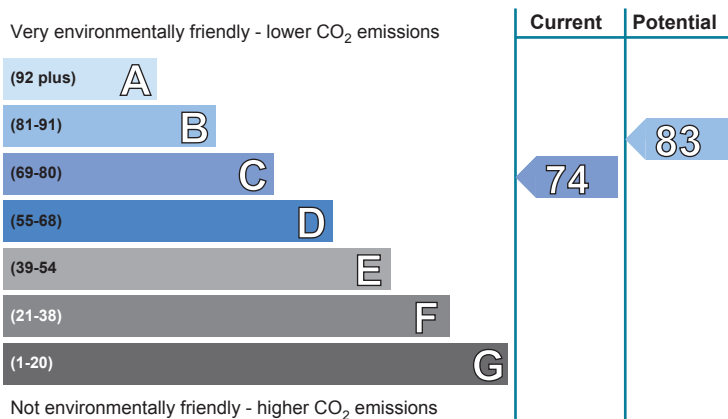 Very environmentally friendly - lower CO2 emissions
Current
Potential
(92 plus) A
(81-91) B
83
(69-80) C
74
(55-68) D
(39-54 E
(21-38) F
(1-20) G
Not environmentally friendly - higher CO2 emissions